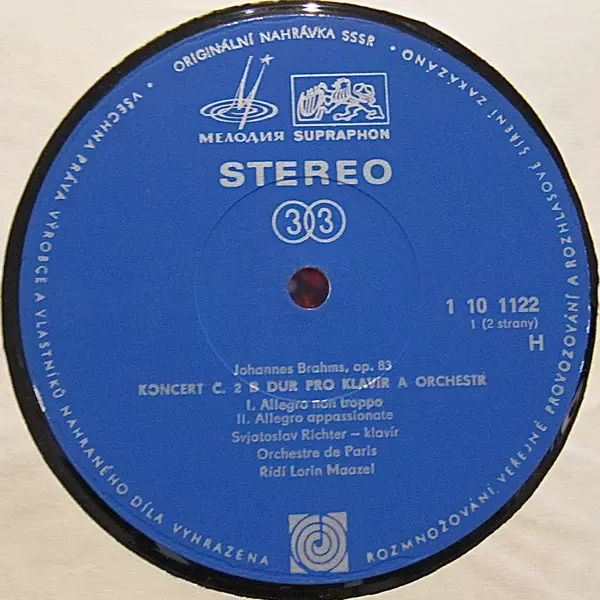 ORIGINÁLNÍ NAHRÁVKA SSSR
VŠECHNA PRÁVA VÝROBCE A VLASTNÍKŮ NAHRANÉHO DÍLA VYHRAZENA
ROZMNOŽOVÁNÍ, VEŘEJNÉ PROVOZOVÁNÍ A ROZHLASOVÉ ŠÍŘENÍ ZAKÁZÁNO
МЕЛОДИЯ SUPRAPHON
STEREO
33
1 10 1122
1 (2 strany)
H
Johannes Brahms, op. 83
KONCERT Č. 2 B DUR PRO KLAVÍR A ORCHESTR
I. Allegro non troppo
II. Allegro appassionate
Svjatoslav Richter – klavír
Orchestre de Paris
Řídí Lorin Maazel